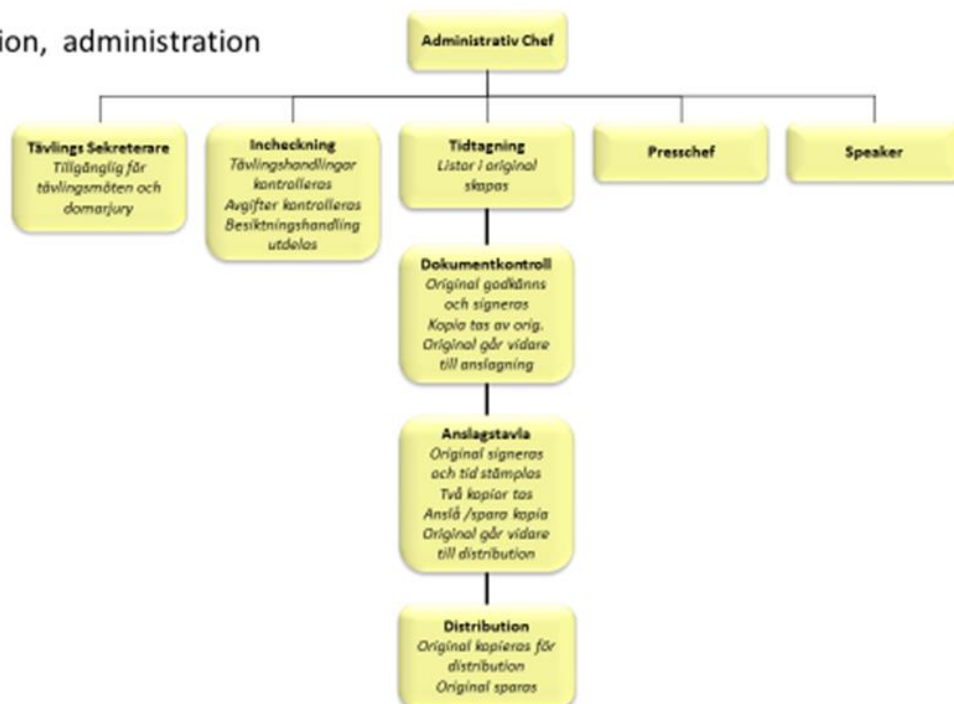 ion, administration
Administrativ Chef
Tävlings Sekreterare
Tillgänglig för
tävlingsmöten och
domarjury
Incheckning
Tävlingshandlingar
kontrolleras
Avgifter kontrolleras
Besiktningshandling
utdelas
Tidtagning
Listor i original
skapas
Presschef
Speaker
Dokumentkontroll
Original godkänns
och signeras
Kopia tas av orig.
Original går vidare
till anslagning
Anslagstavla
Original signeras
och tid stämplas
Två kopior tas
Anslå /spara kopia
Original går vidare
till distribution
Distribution
Original kopieras för
distribution
Original sparas